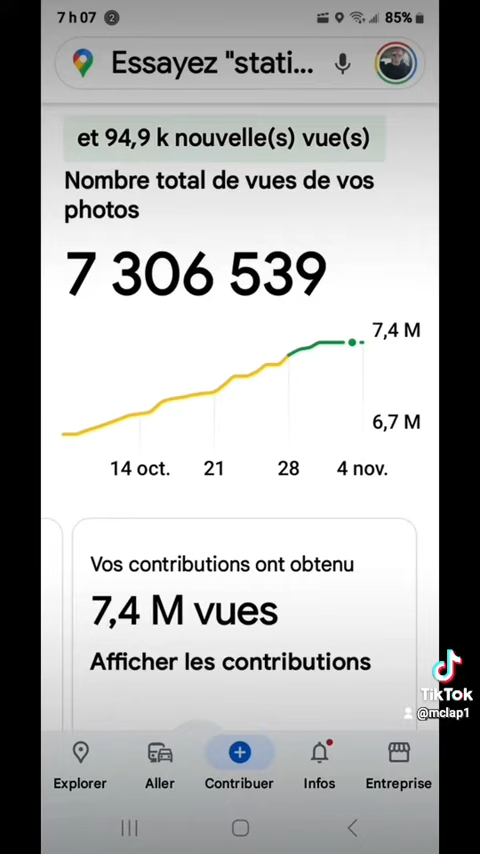 7 h 07 2 85%
Essayez "stati...
et 94,9 k nouvelle(s) vue(s)
Nombre total de vues de vos
photos
7 306 539
7,4 M
6,7 M
14 oct. 21 28 4 nov.
Vos contributions ont obtenu
7,4 M vues
Afficher les contributions
TikTok
@mclap1
Explorer Aller Contribuer Infos Entreprise